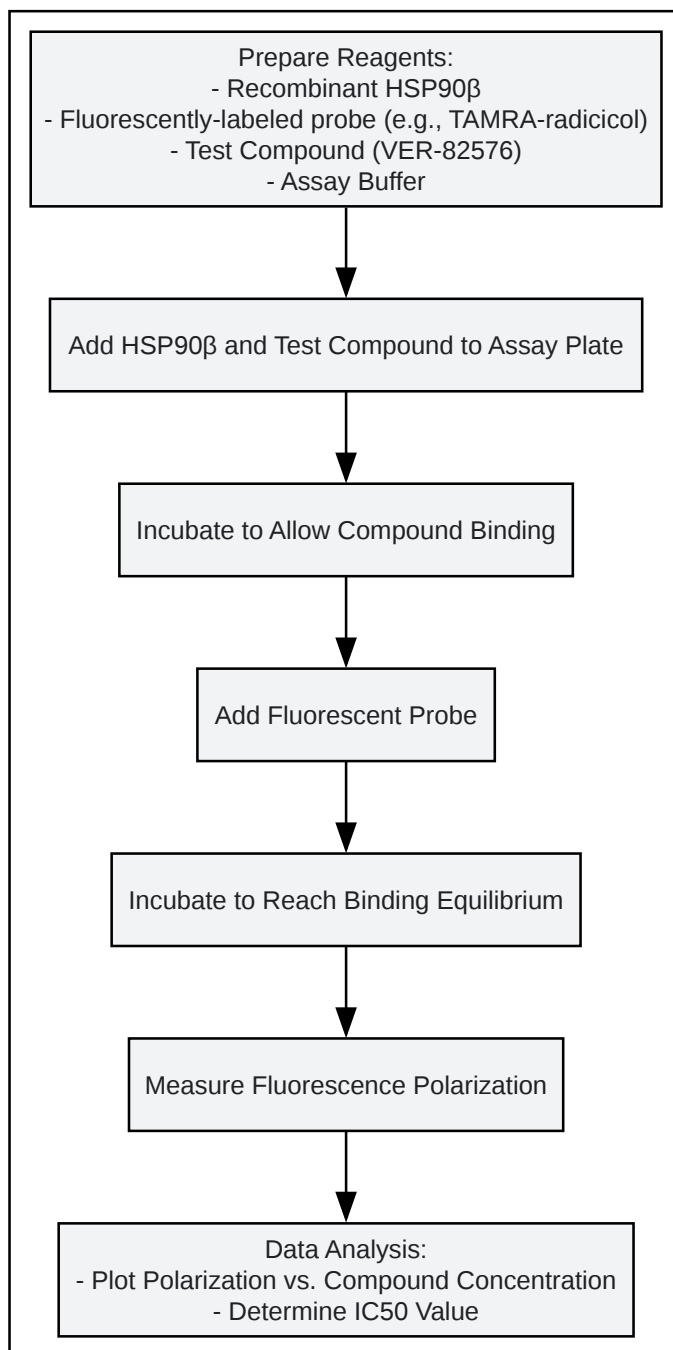 Prepare Reagents:
- Recombinant HSP90β
- Fluorescently-labeled probe (e.g., TAMRA-radicicol)
- Test Compound (VER-82576)
- Assay Buffer
Add HSP90β and Test Compound to Assay Plate
Incubate to Allow Compound Binding
Add Fluorescent Probe
Incubate to Reach Binding Equilibrium
Measure Fluorescence Polarization
Data Analysis:
- Plot Polarization vs. Compound Concentration
- Determine IC50 Value